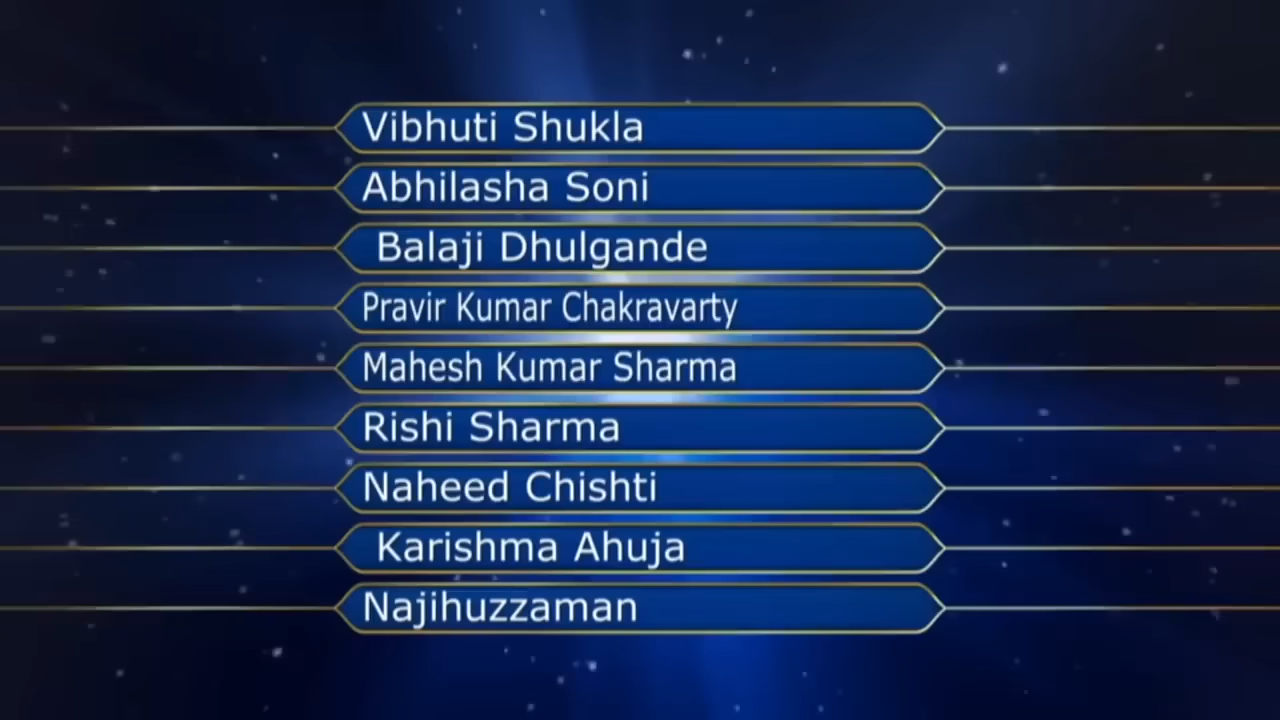 Vibhuti Shukla
Abhilasha Soni
Balaji Dhulgande
Pravir Kumar Chakravarty
Mahesh Kumar Sharma
Rishi Sharma
Naheed Chishti
Karishma Ahuja
Najihuzzaman